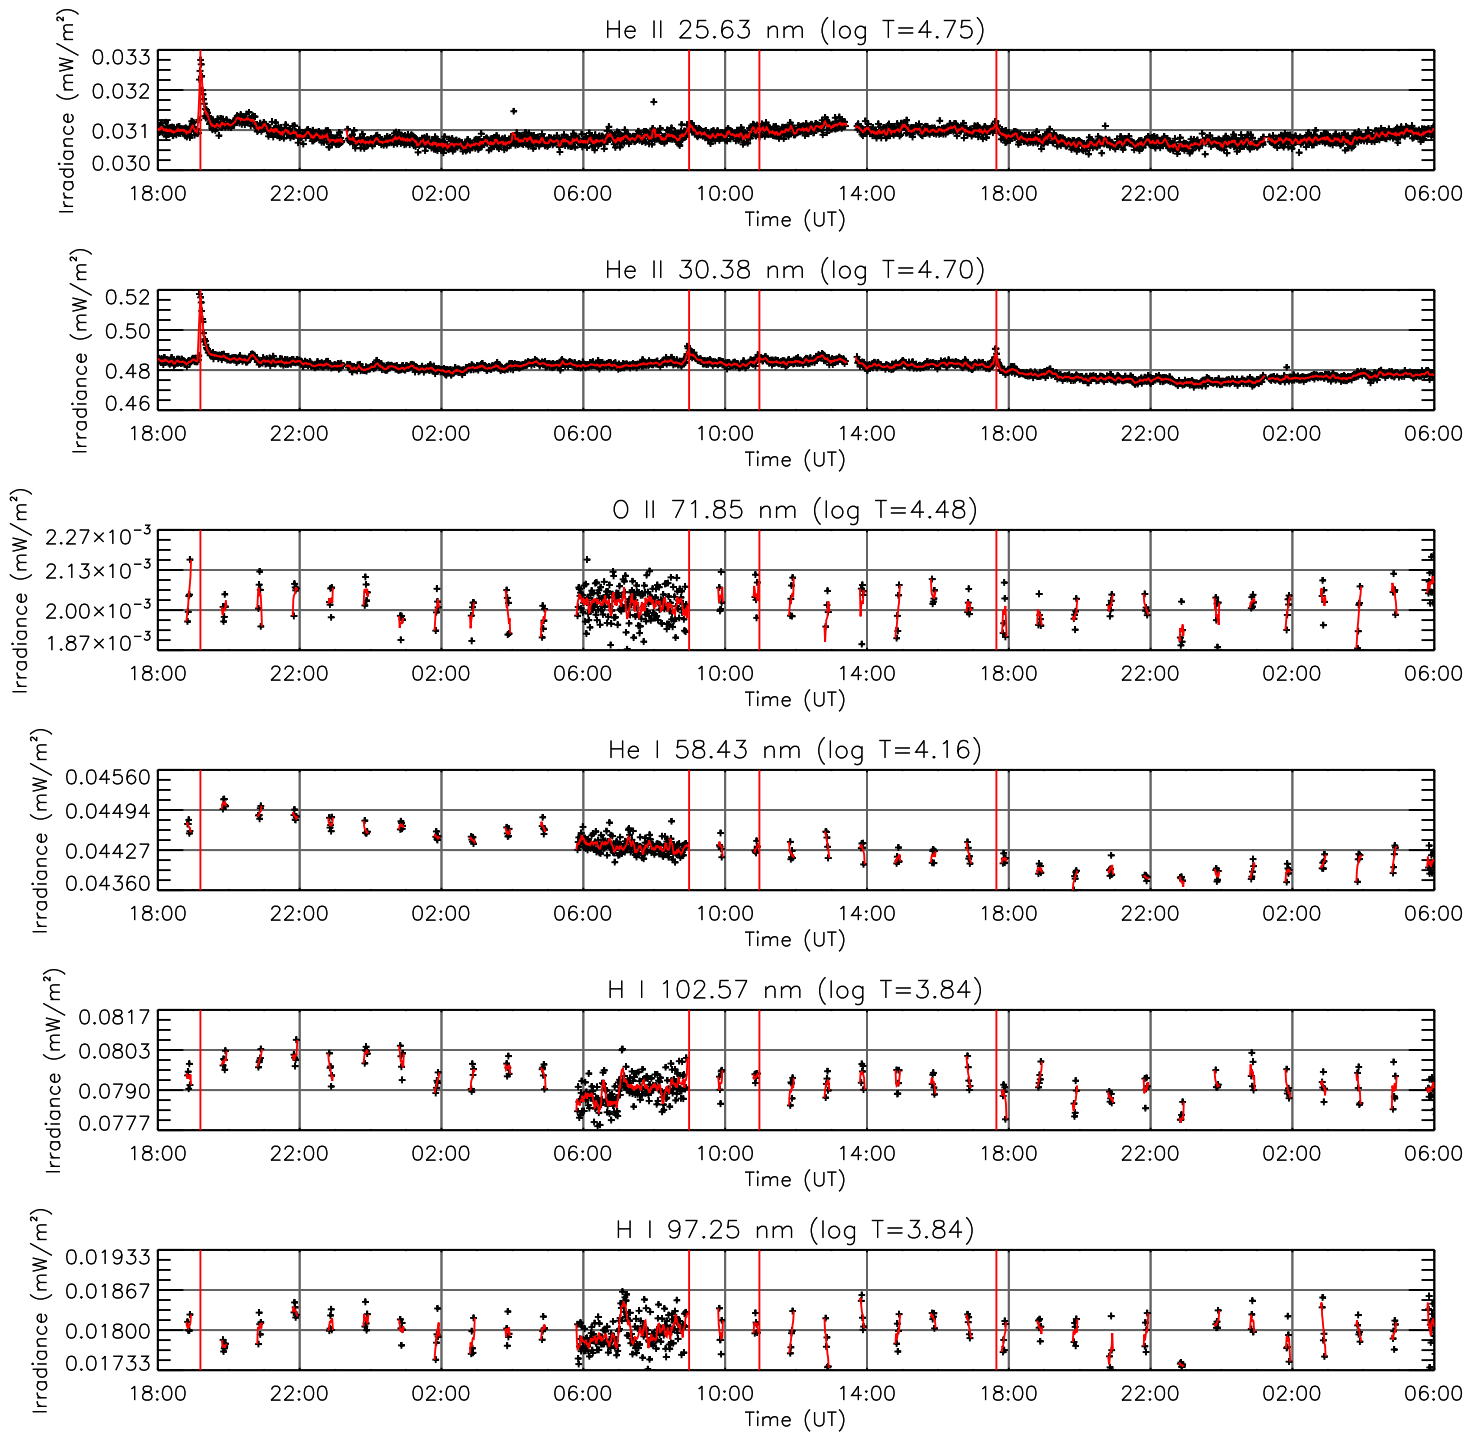 He II 25.63 nm (log T=4.75)
Irradiance (mW/m²)
0.033
0.032
0.031
0.030
18:00 22:00 02:00 06:00 10:00 14:00 18:00 22:00 02:00 06:00
Time (UT)
He II 30.38 nm (log T=4.70)
Irradiance (mW/m²)
0.52
0.50
0.48
0.46
18:00 22:00 02:00 06:00 10:00 14:00 18:00 22:00 02:00 06:00
Time (UT)
O II 71.85 nm (log T=4.48)
Irradiance (mW/m²)
2.27×10⁻³
2.13×10⁻³
2.00×10⁻³
1.87×10⁻³
18:00 22:00 02:00 06:00 10:00 14:00 18:00 22:00 02:00 06:00
Time (UT)
He I 58.43 nm (log T=4.16)
Irradiance (mW/m²)
0.04560
0.04494
0.04427
0.04360
18:00 22:00 02:00 06:00 10:00 14:00 18:00 22:00 02:00 06:00
Time (UT)
H I 102.57 nm (log T=3.84)
Irradiance (mW/m²)
0.0817
0.0803
0.0790
0.0777
18:00 22:00 02:00 06:00 10:00 14:00 18:00 22:00 02:00 06:00
Time (UT)
H I 97.25 nm (log T=3.84)
Irradiance (mW/m²)
0.01933
0.01867
0.01800
0.01733
18:00 22:00 02:00 06:00 10:00 14:00 18:00 22:00 02:00 06:00
Time (UT)